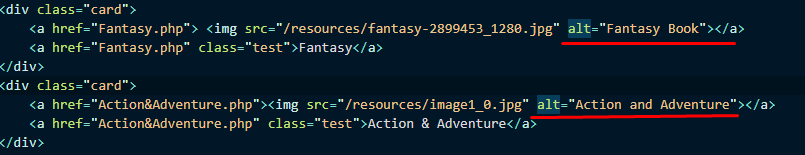 <div class="card">
<a href="Fantasy.php"> <img src="/resources/fantasy-2899453_1280.jpg" alt="Fantasy Book"></a>
<a href="Fantasy.php" class="test">Fantasy</a>
</div>
<div class="card">
<a href="Action&Adventure.php"><img src="/resources/image1_0.jpg" alt="Action and Adventure"></a>
<a href="Action&Adventure.php" class="test">Action & Adventure</a>
</div>